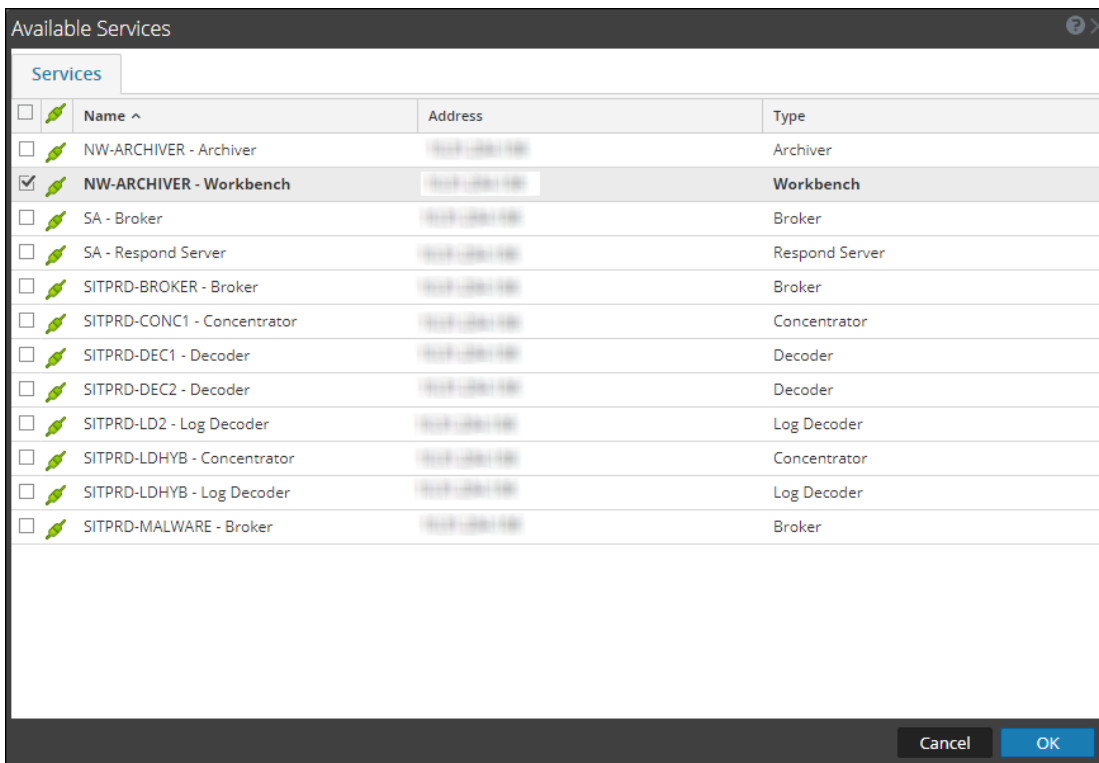 Available Services
Services
Name Address Type
NW-ARCHIVER - Archiver Archiver
NW-ARCHIVER - Workbench Workbench
SA - Broker Broker
SA - Respond Server Respond Server
SITPRD-BROKER - Broker Broker
SITPRD-CONC1 - Concentrator Concentrator
SITPRD-DEC1 - Decoder Decoder
SITPRD-DEC2 - Decoder Decoder
SITPRD-LD2 - Log Decoder Log Decoder
SITPRD-LDHYB - Concentrator Concentrator
SITPRD-LDHYB - Log Decoder Log Decoder
SITPRD-MALWARE - Broker Broker
Cancel OK